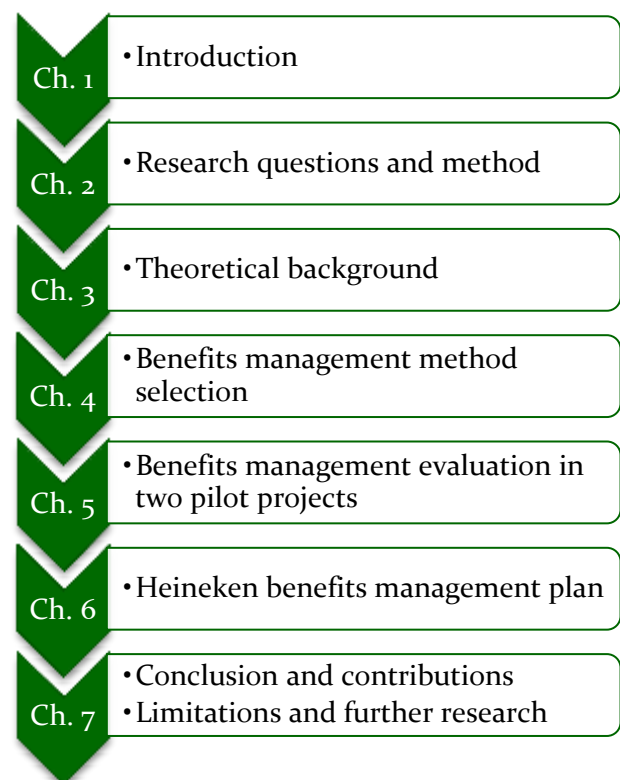 Ch. 1
•Introduction
Ch. 2
•Research questions and method
Ch. 3
•Theoretical background
Ch. 4
•Benefits management method
selection
Ch. 5
•Benefits management evaluation in
two pilot projects
Ch. 6
•Heineken benefits management plan
Ch. 7
•Conclusion and contributions
•Limitations and further research